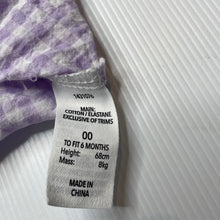 MAIN:
COTTON / ELASTANE
EXCLUSIVE OF TRIMS
00
TO FIT 6 MONTHS
Height: 68cm
Mass: 8kg
MADE IN
CHINA